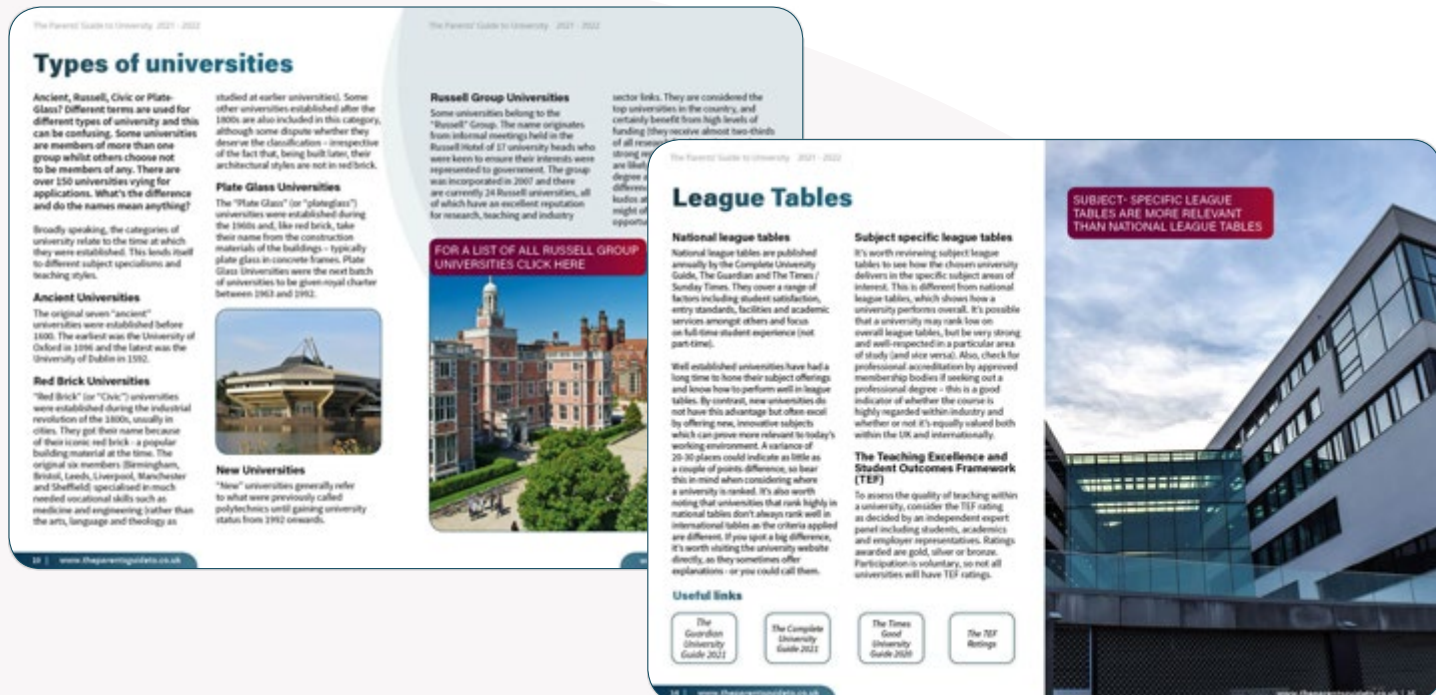 The Parents' Guide to University 2021 - 2022
Types of universities
Ancient, Russell, Civic or Plate-
Glass? Different terms are used for
different types of university and this
can be confusing. Some universities
are members of more than one
group whilst others choose not
to be members of any. There are
over 150 universities vying for
applications. What's the difference
and do the names mean anything?
Broadly speaking, the categories of
university relate to the time at which
they were established. This lends itself
to different subject specialisms and
teaching styles.
Ancient Universities
The original seven "ancient"
universities were established before
1600. The earliest was the University of
Oxford in 1096 and the latest was the
University of Dublin in 1592.
Red Brick Universities
"Red Brick" (or "Civic") universities
were established during the industrial
revolution of the 1800s, usually in
cities. They got their name because
of their iconic red brick - a popular
building material at the time. The
original six members (Birmingham,
Bristol, Leeds, Liverpool, Manchester
and Sheffield) specialised in much
needed vocational skills such as
medicine and engineering (rather than
the arts, language and theology as
studied at earlier universities). Some
other universities established after the
1800s are also included in this category,
although some dispute whether they
deserve the classification – irrespective
of the fact that, being built later, their
architectural styles are not in red brick.
Plate Glass Universities
The "Plate Glass" (or "plateglass")
universities were established during
the 1960s and, like red brick, take
their name from the construction
materials of the buildings – typically
plate glass in concrete frames. Plate
Glass Universities were the next batch
of universities to be given royal charter
between 1963 and 1992.
New Universities
"New" universities generally refer
to what were previously called
polytechnics until gaining university
status from 1992 onwards.
10 | www.theparentsguideto.co.uk
The Parents' Guide to University 2021 - 2022
Russell Group Universities
Some universities belong to the
"Russell" Group. The name originates
from informal meetings held in the
Russell Hotel of 17 university heads who
were keen to ensure their interests were
represented to government. The group
was incorporated in 2007 and there
are currently 24 Russell universities, all
of which have an excellent reputation
for research, teaching and industry
FOR A LIST OF ALL RUSSELL GROUP
UNIVERSITIES CLICK HERE
sector links. They are considered the
top universities in the country, and
certainly benefit from high levels of
funding (they receive almost two-thirds
of all
strong
are
degree
kudos
might of
The Parents' Guide to University 2021 - 2022
League Tables
National league tables
National league tables are published
annually by the Complete University
Guide, The Guardian and The Times /
Sunday Times. They cover a range of
factors including student satisfaction,
entry standards, facilities and academic
services amongst others and focus
on full-time student experience (not
part-time).
Well established universities have had a
long time to hone their subject offerings
and know how to perform well in league
tables. By contrast, new universities do
not have this advantage but often excel
by offering new, innovative subjects
which can prove more relevant to today's
working environment. A variance of
20-30 places could indicate as little as
a couple of points difference, so bear
this in mind when considering where
a university is ranked. It's also worth
noting that universities that rank highly in
national tables don't always rank well in
international tables as the criteria applied
are different. If you spot a big difference,
it's worth visiting the university website
directly, as they sometimes offer
explanations - or you could call them.
Subject specific league tables
It's worth reviewing subject league
tables to see how the chosen university
delivers in the specific subject areas of
interest. This is different from national
league tables, which shows how a
university performs overall. It's possible
that a university may rank low on
overall league tables, but be very strong
and well-respected in a particular area
of study (and vice versa). Also, check for
professional accreditation by approved
membership bodies if seeking out a
professional degree – this is a good
indicator of whether the course is
highly regarded within industry and
whether or not it's equally valued both
within the UK and internationally.
The Teaching Excellence and
Student Outcomes Framework
(TEF)
To assess the quality of teaching within
a university, consider the TEF rating
as decided by an independent expert
panel including students, academics
and employer representatives. Ratings
awarded are gold, silver or bronze.
Participation is voluntary, so not all
universities will have TEF ratings.
Useful links
The
Guardian
University
Guide 2021
The Complete
University
Guide 2021
The Times
Good
University
Guide 2020
The TEF
Ratings
SUBJECT- SPECIFIC LEAGUE
TABLES ARE MORE RELEVANT
THAN NATIONAL LEAGUE TABLES
14 | www.theparentsguideto.co.uk
www.theparentsguideto.co.uk